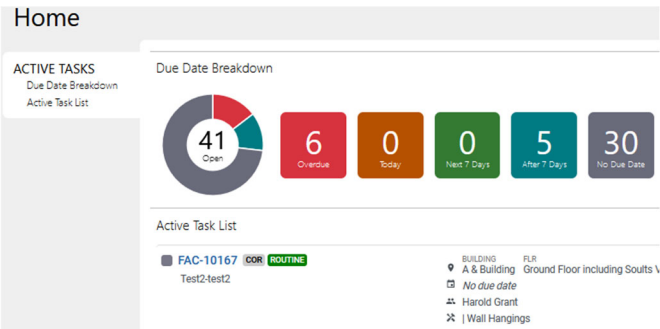 Home
ACTIVE TASKS
Due Date Breakdown
Active Task List
Due Date Breakdown
41
Open
6
Overdue
0
Today
0
Next 7 Days
5
After 7 Days
30
No Due Date
Active Task List
FAC-10167 COR ROUTINE
Test2-test2
BUILDING FLR
A & Building Ground Floor including Soults V
No due date
Harold Grant
| Wall Hangings